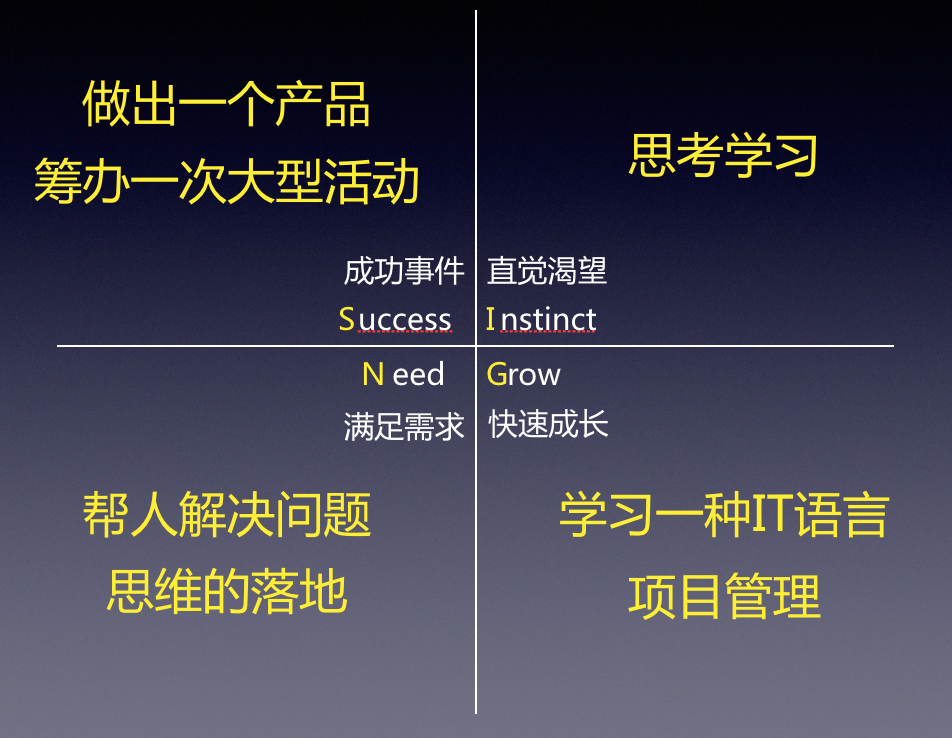 做出一个产品
筹办一次大型活动
成功事件
Success
思考学习
直觉渴望
Instinct
Need
满足需求
帮人解决问题
思维的落地
Grow
快速成长
学习一种IT语言
项目管理